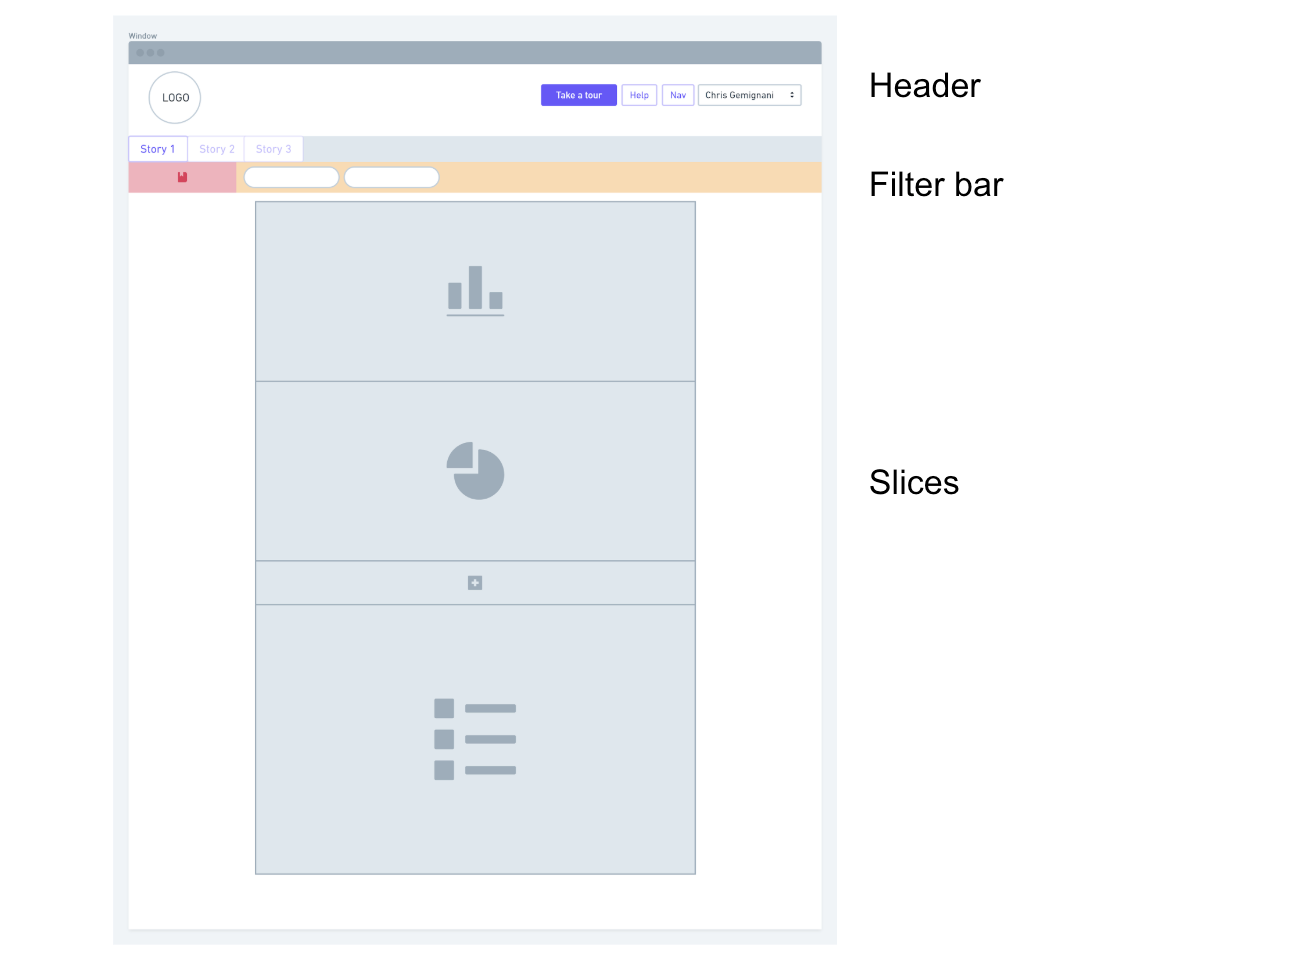 Window
LOGO
Take a tour
Help
Nav
Chris Gemignani
Header
Story 1
Story 2
Story 3
Filter bar
Slices